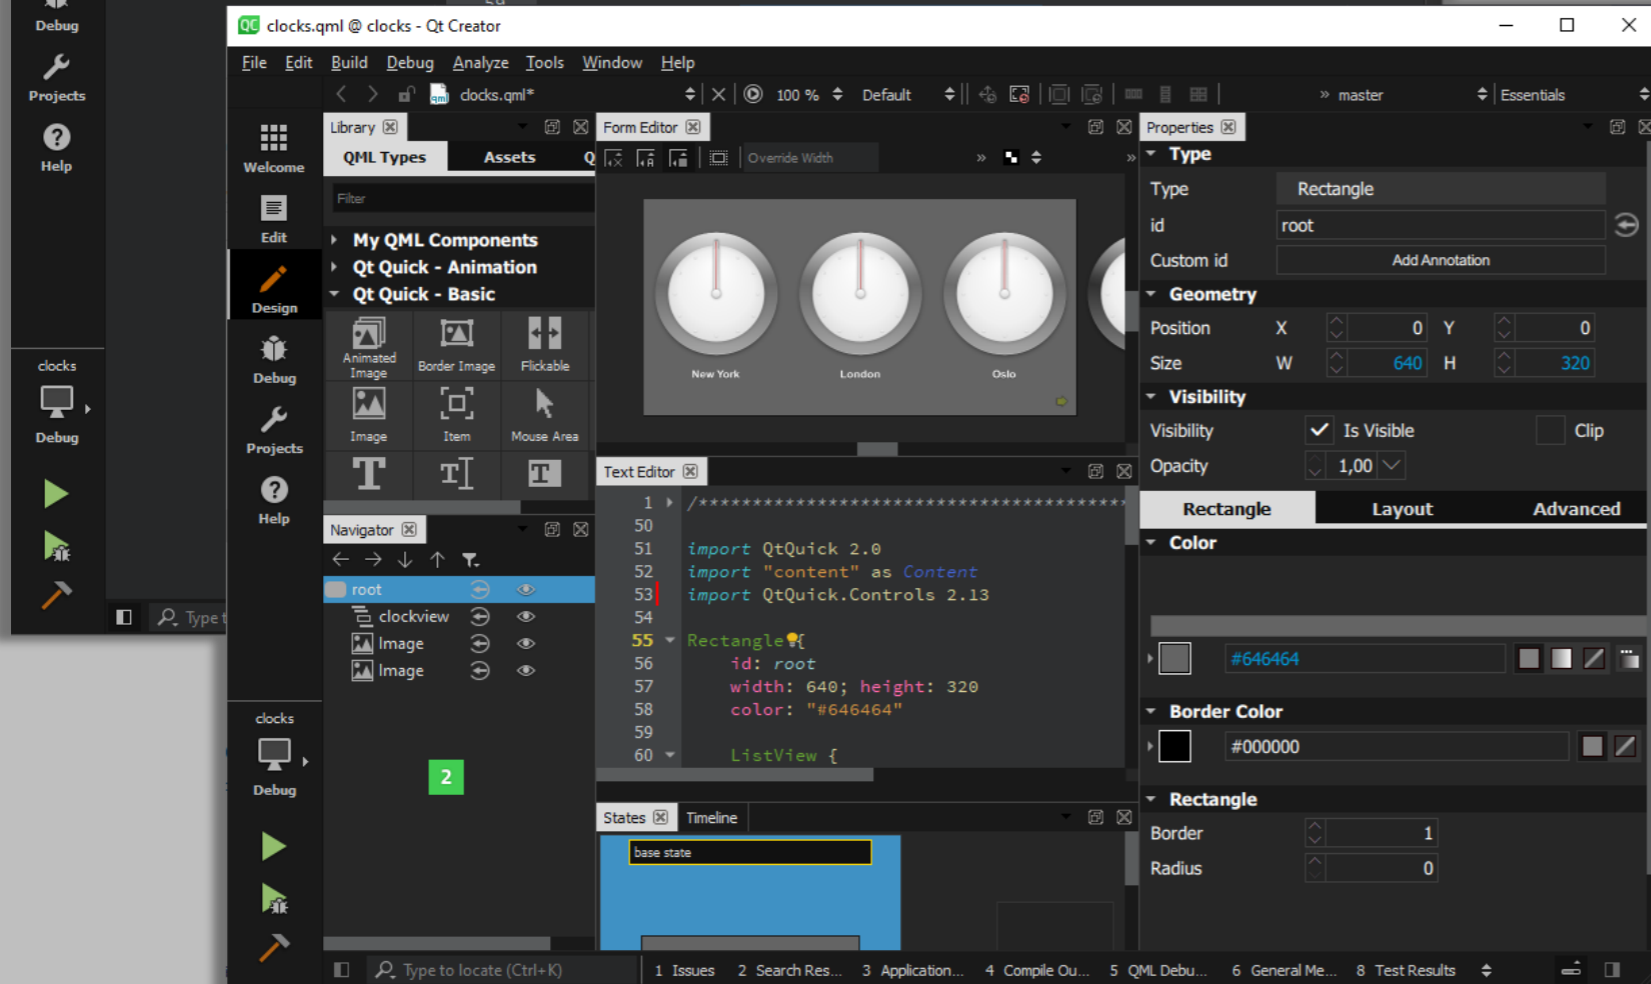 Debug
Projects
Help
clocks
Debug
Type t
clocks.qml @ clocks - Qt Creator
File Edit Build Debug Analyze Tools Window Help
clocks.qml* 100 % Default » master Essentials
Welcome
Edit
Design
Debug
Projects
Help
clocks
Debug
Library
QML Types Assets Q
Filter
My QML Components
Qt Quick - Animation
Qt Quick - Basic
Animated Image
Border Image
Flickable
Image
Item
Mouse Area
Navigator
root
clockview
Image
Image
2
Form Editor
Override Width » »
New York London Oslo
Text Editor
1 /****************************************
50
51 import QtQuick 2.0
52 import "content" as Content
53 import QtQuick.Controls 2.13
54
55 Rectangle {
56 id: root
57 width: 640; height: 320
58 color: "#646464"
59
60 ListView {
States Timeline
base state
Properties
Type
Type Rectangle
id root
Custom id Add Annotation
Geometry
Position X 0 Y 0
Size W 640 H 320
Visibility
Visibility Is Visible Clip
Opacity 1,00
Rectangle Layout Advanced
Color
#646464
Border Color
#000000
Rectangle
Border 1
Radius 0
Type to locate (Ctrl+K) 1 Issues 2 Search Res... 3 Application... 4 Compile Ou... 5 QML Debu... 6 General Me... 8 Test Results